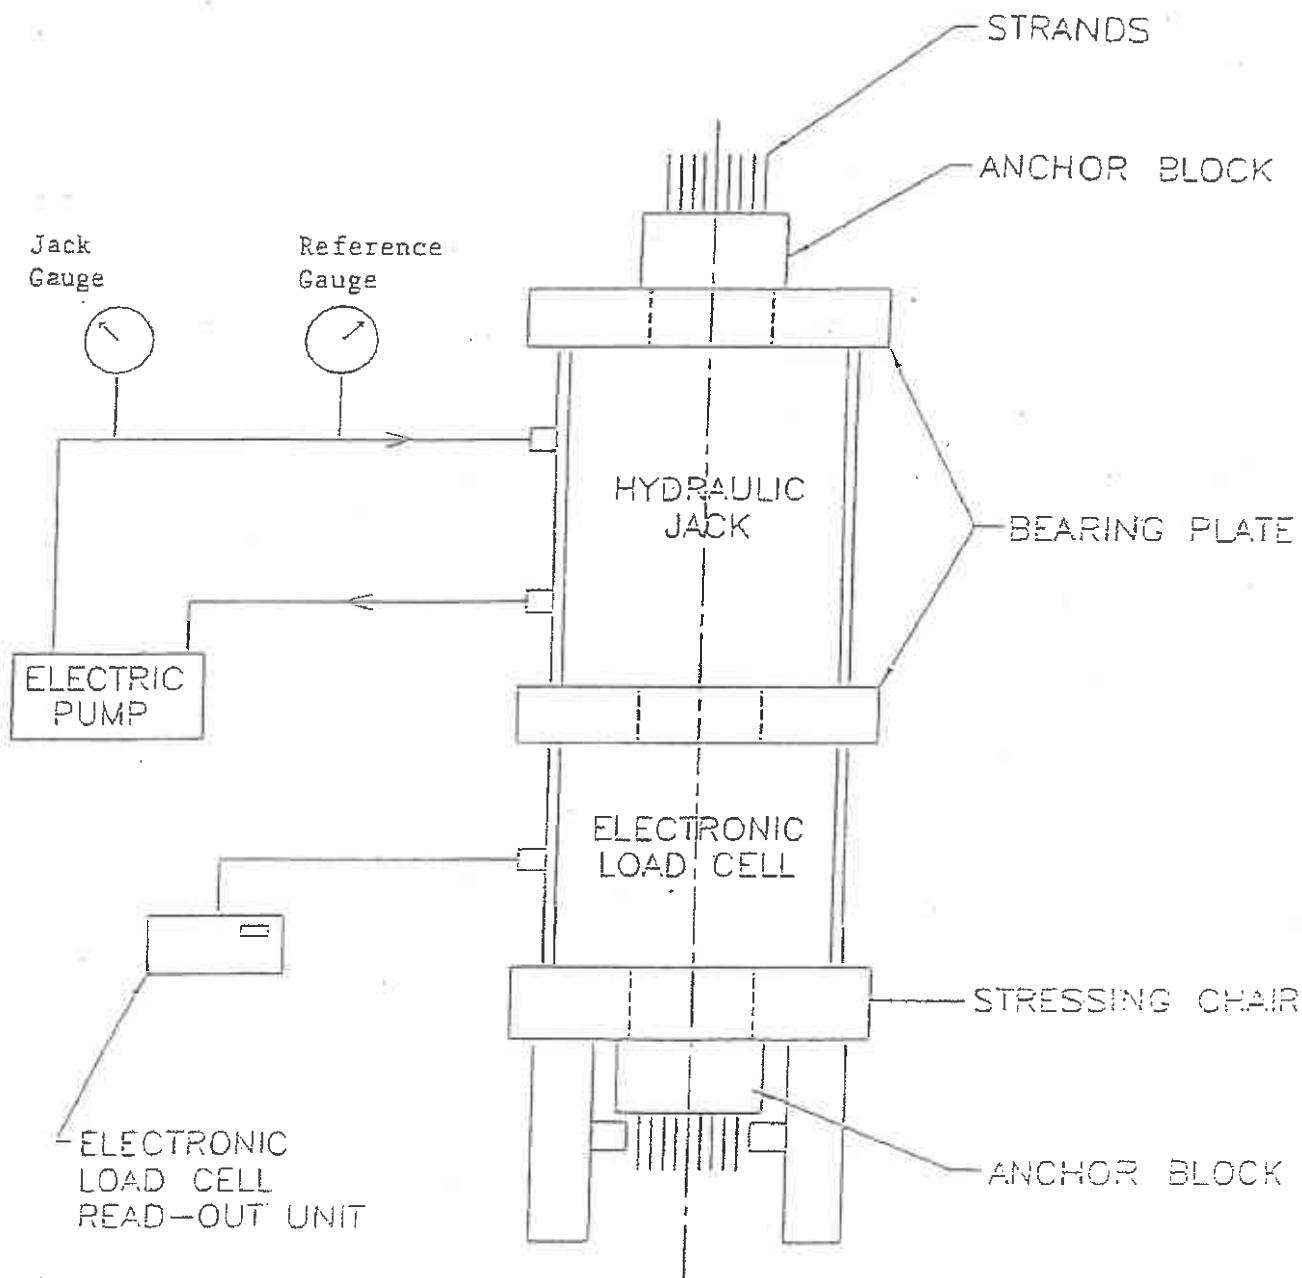 STRANDS
ANCHOR BLOCK
Jack
Gauge
Reference
Gauge
HYDRAULIC
JACK
BEARING PLATE
ELECTRIC
PUMP
ELECTRONIC
LOAD CELL
STRESSING CHAIR
ELECTRONIC
LOAD CELL
READ-OUT UNIT
ANCHOR BLOCK